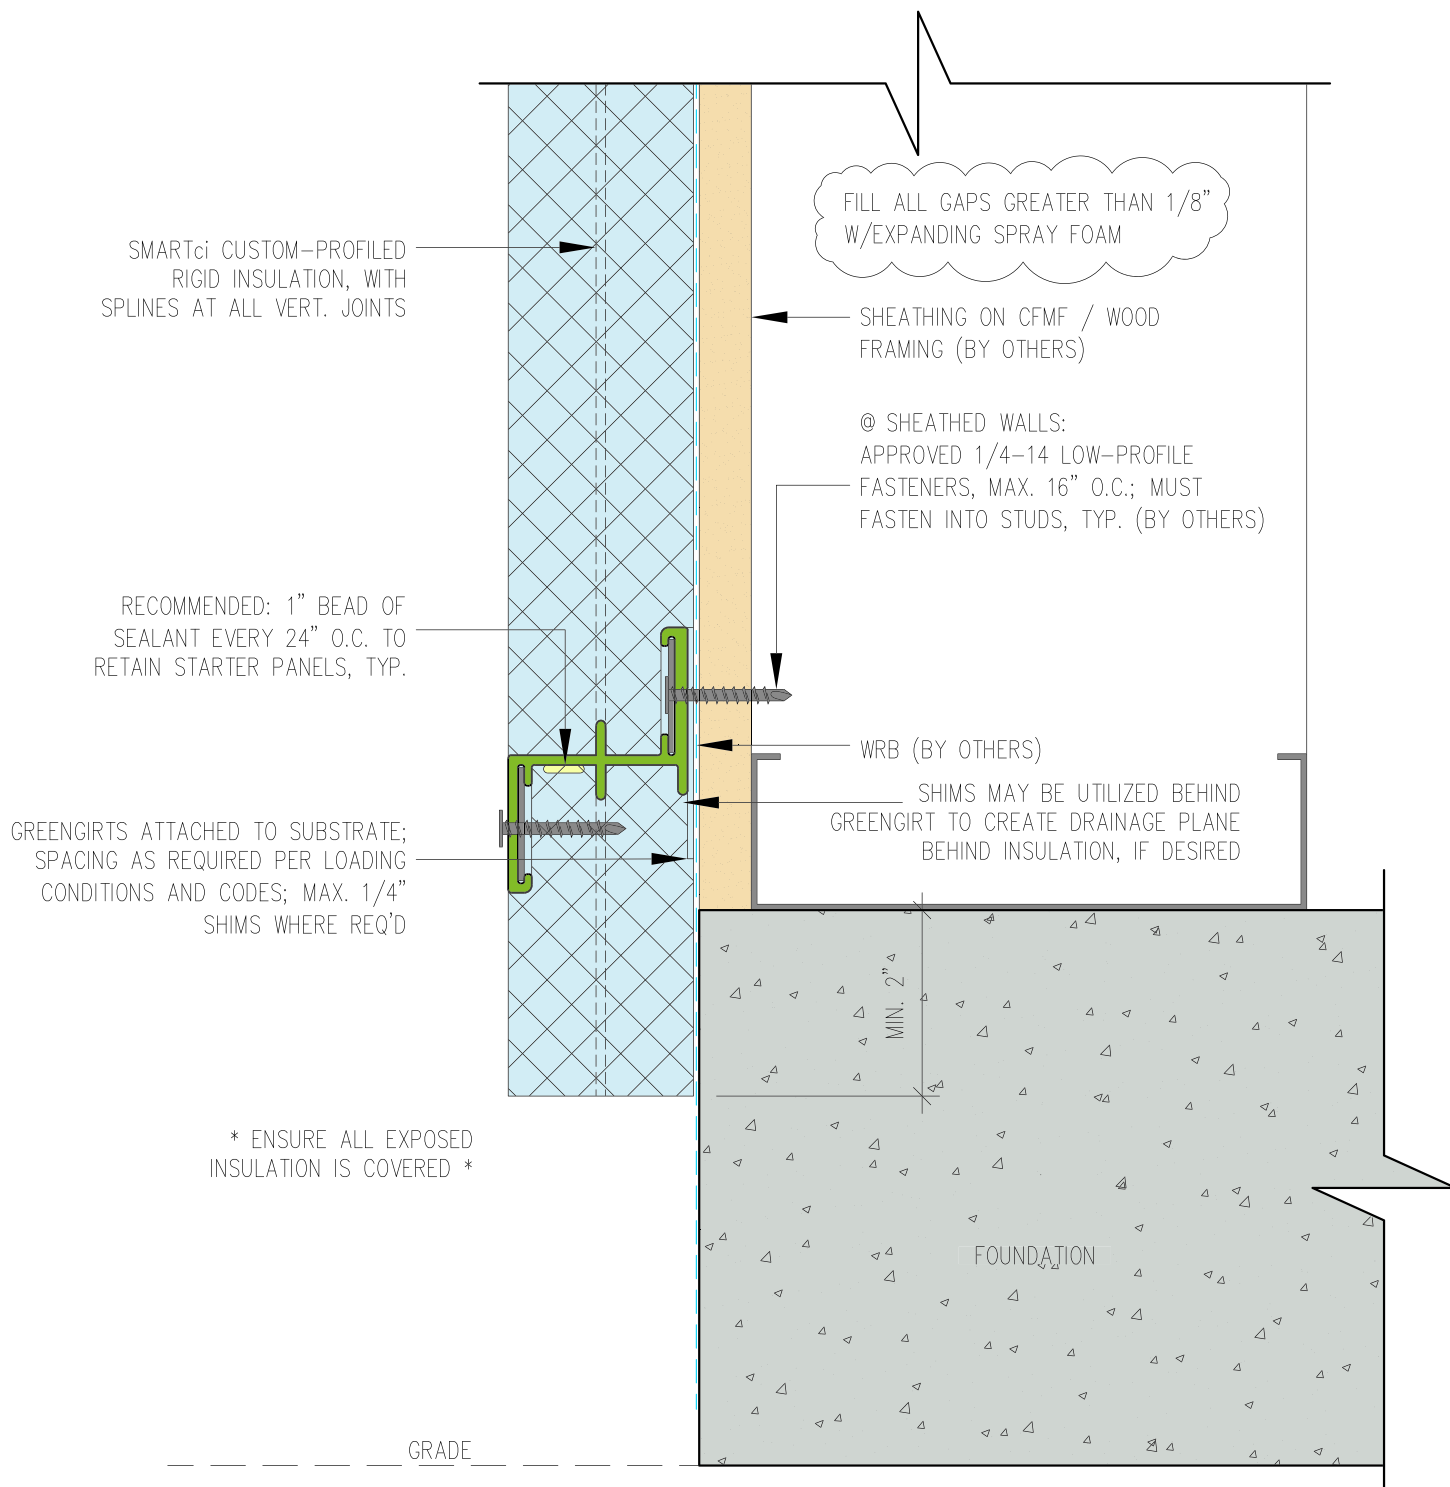 FILL ALL GAPS GREATER THAN 1/8"
W/EXPANDING SPRAY FOAM
SMARTci CUSTOM-PROFILED
RIGID INSULATION, WITH
SPLINES AT ALL VERT. JOINTS
SHEATHING ON CFMF / WOOD
FRAMING (BY OTHERS)
@ SHEATHED WALLS:
APPROVED 1/4-14 LOW-PROFILE
FASTENERS, MAX. 16" O.C.; MUST
FASTEN INTO STUDS, TYP. (BY OTHERS)
RECOMMENDED: 1" BEAD OF
SEALANT EVERY 24" O.C. TO
RETAIN STARTER PANELS, TYP.
WRB (BY OTHERS)
SHIMS MAY BE UTILIZED BEHIND
GREENGIRT TO CREATE DRAINAGE PLANE
BEHIND INSULATION, IF DESIRED
GREENGIRTS ATTACHED TO SUBSTRATE;
SPACING AS REQUIRED PER LOADING
CONDITIONS AND CODES; MAX. 1/4"
SHIMS WHERE REQ'D
MIN. 2"
* ENSURE ALL EXPOSED
INSULATION IS COVERED *
FOUNDATION
GRADE